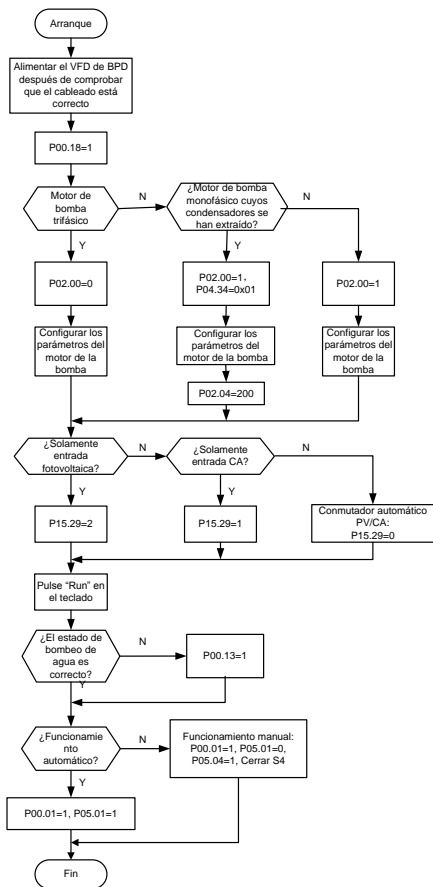 Arranque
Alimentar el VFD de BPD
después de comprobar
que el cableado está
correcto
P00.18=1
Motor de
bomba
trifásico
N
¿Motor de bomba
monofásico cuyos
condensadores se
han extraído?
N
Y
Y
P02.00=0
P02.00=1,
P04.34=0x01
P02.00=1
Configurar los
parámetros del
motor de la
bomba
Configurar los
parámetros del
motor de la bomba
Configurar los
parámetros del
motor de la
bomba
P02.04=200
¿Solamente
entrada
fotovoltaica?
N
¿Solamente
entrada CA?
N
Y
Y
P15.29=2
P15.29=1
Conmutador automático
PV/CA:
P15.29=0
Pulse “Run” en
el teclado
¿El estado de
bombeo de
agua es
correcto?
N
P00.13=1
Y
¿Funcionamie
nto
automático?
N
Funcionamiento manual:
P00.01=1, P05.01=0,
P05.04=1, Cerrar S4
Y
P00.01=1, P05.01=1
Fin